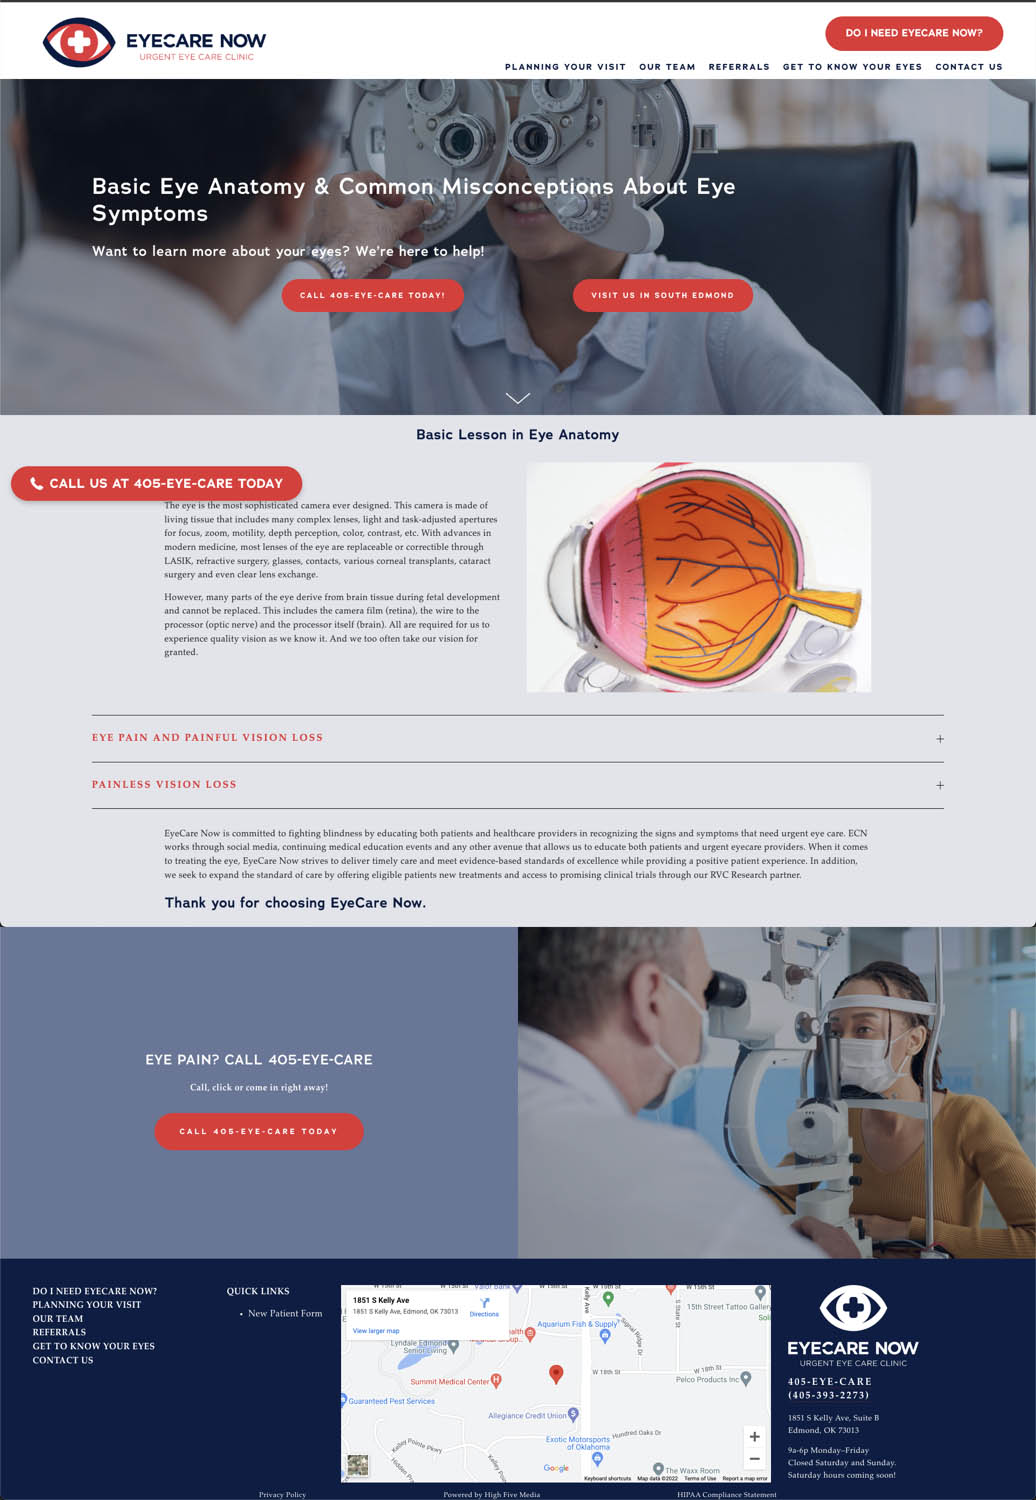 EYECARE NOW
URGENT EYE CARE CLINIC
DO I NEED EYECARE NOW?
PLANNING YOUR VISIT OUR TEAM REFERRALS GET TO KNOW YOUR EYES CONTACT US
Basic Eye Anatomy & Common Misconceptions About Eye
Symptoms
Want to learn more about your eyes? We're here to help!
CALL 405-EYE-CARE TODAY!
VISIT US IN SOUTH EDMOND
Basic Lesson in Eye Anatomy
CALL US AT 405-EYE-CARE TODAY
The eye is the most sophisticated camera ever designed. This camera is made of
living tissue that includes many complex lenses, light and task-adjusted apertures
for focus, zoom, motility, depth perception, color, contrast, etc. With advances in
modern medicine, most lenses of the eye are replaceable or correctible through
LASIK, refractive surgery, glasses, contacts, various corneal transplants, cataract
surgery and even clear lens exchange.
However, many parts of the eye derive from brain tissue during fetal development
and cannot be replaced. This includes the camera film (retina), the wire to the
processor (optic nerve) and the processor itself (brain). All are required for us to
experience quality vision as we know it. And we too often take our vision for
granted.
EYE PAIN AND PAINFUL VISION LOSS +
PAINLESS VISION LOSS +
EyeCare Now is committed to fighting blindness by educating both patients and healthcare providers in recognizing the signs and symptoms that need urgent eye care. ECN
works through social media, continuing medical education events and any other avenue that allows us to educate both patients and urgent eyecare providers. When it comes
to treating the eye, EyeCare Now strives to deliver timely care and meet evidence-based standards of excellence while providing a positive patient experience. In addition,
we seek to expand the standard of care by offering eligible patients new treatments and access to promising clinical trials through our RVC Research partner.
Thank you for choosing EyeCare Now.
EYE PAIN? CALL 405-EYE-CARE
Call, click or come in right away!
CALL 405-EYE-CARE TODAY
DO I NEED EYECARE NOW?
PLANNING YOUR VISIT
OUR TEAM
REFERRALS
GET TO KNOW YOUR EYES
CONTACT US
QUICK LINKS
• New Patient Form
1851 S Kelly Ave
1851 S Kelly Ave, Edmond, OK 73013
Directions
View larger map
W 15th St
Valor Bank
W 15th St
Kelly Ave
S State St
15th Street Tattoo Gallery
Aquarium Fish & Supply
Signal Ridge Dr
Lyndale Edmond
Senior Living
Summit Medical Center
W 18th St
W 18th St
Pelco Products Inc
Guaranteed Pest Services
Allegiance Credit Union
Exotic Motorsports
of Oklahoma
Hundred Oaks Dr
Kelley Pointe Pkwy
The Waxx Room
Google
Keyboard shortcuts Map data ©2022 Terms of Use Report a map error
EYECARE NOW
URGENT EYE CARE CLINIC
405-EYE-CARE
(405-393-2273)
1851 S Kelly Ave, Suite B
Edmond, OK 73013
9a-6p Monday–Friday
Closed Saturday and Sunday.
Saturday hours coming soon!
Privacy Policy
Powered by High Five Media
HIPAA Compliance Statement